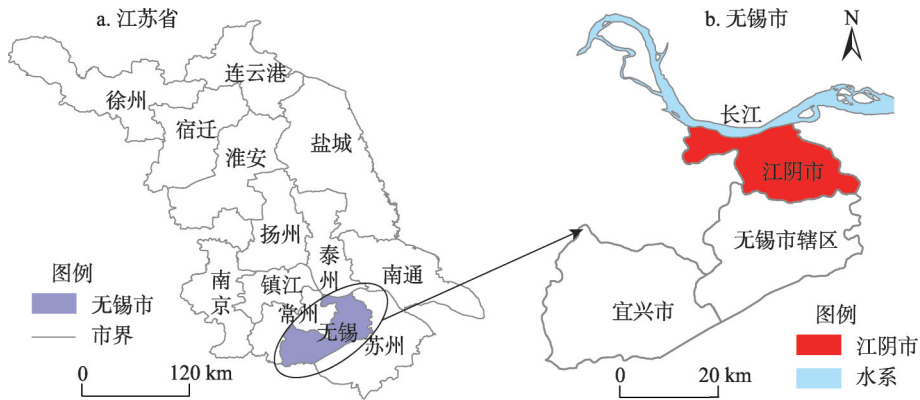 a. 江苏省
连云港
徐州
宿迁
淮安
盐城
扬州
泰州
南通
南京
镇江
常州
无锡
苏州
图例
无锡市
市界
0 120 km
b. 无锡市
N
长江
江阴市
无锡市辖区
宜兴市
图例
江阴市
水系
0 20 km